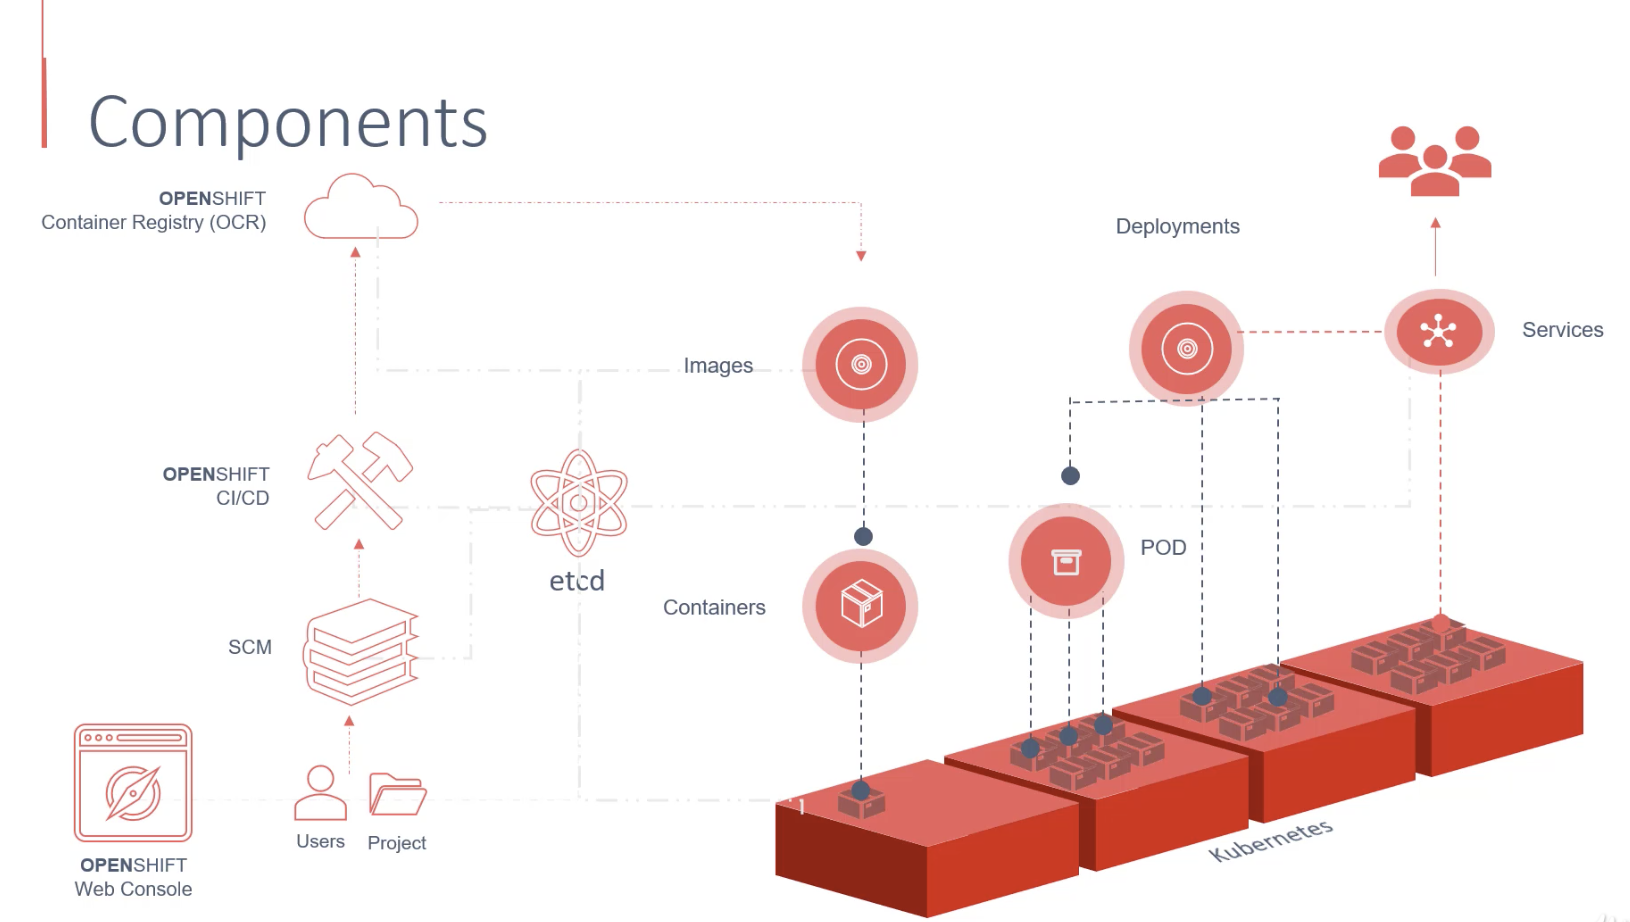 Components
OPENSHIFT
Container Registry (OCR)
Deployments
Services
Images
OPENSHIFT
CI/CD
POD
etcd
Containers
SCM
Kubernetes
Users
Project
OPENSHIFT
Web Console